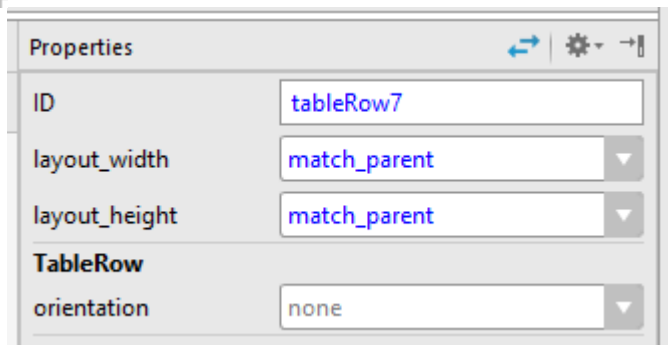 Properties
ID tableRow7
layout_width match_parent
layout_height match_parent
TableRow
orientation none